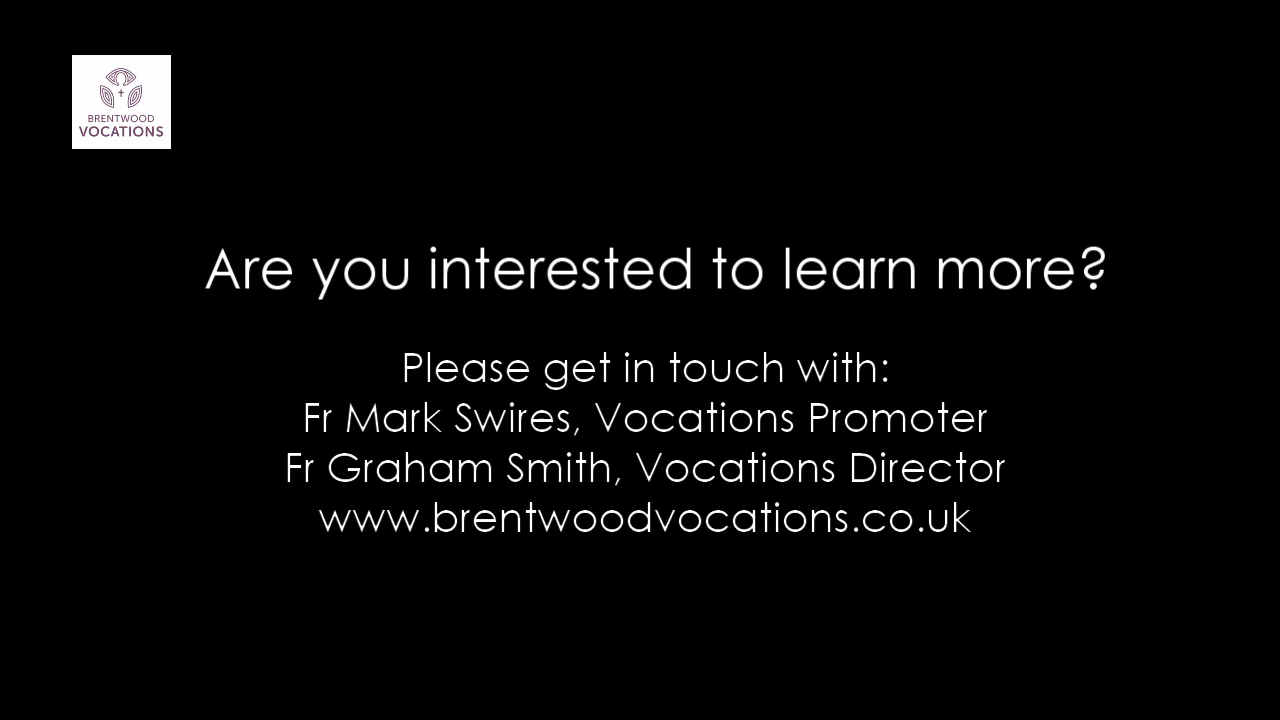 BRENTWOOD
VOCATIONS
Are you interested to learn more?
Please get in touch with:
Fr Mark Swires, Vocations Promoter
Fr Graham Smith, Vocations Director
www.brentwoodvocations.co.uk